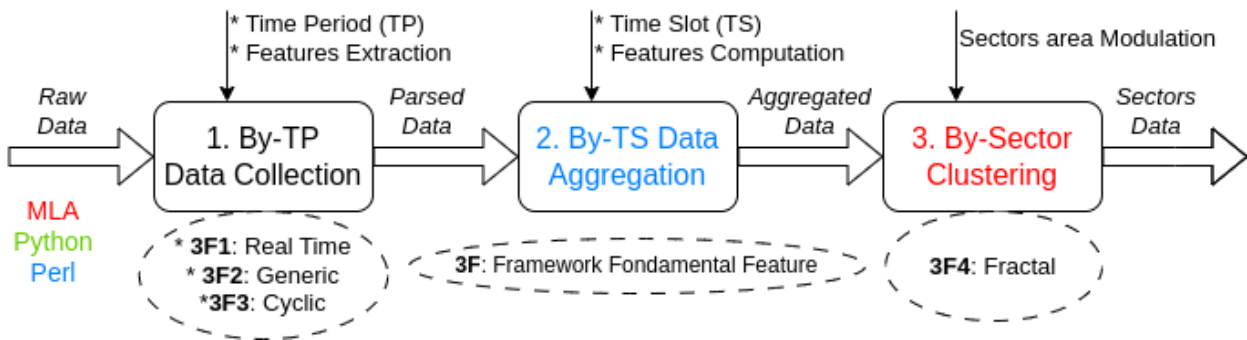 * Time Period (TP)
* Features Extraction
* Time Slot (TS)
* Features Computation
Sectors area Modulation
Raw
Data
Parsed
Data
Aggregated
Data
Sectors
Data
1. By-TP
Data Collection
2. By-TS Data
Aggregation
3. By-Sector
Clustering
MLA
Python
Perl
* 3F1: Real Time
* 3F2: Generic
*3F3: Cyclic
3F: Framework Fondamental Feature
3F4: Fractal